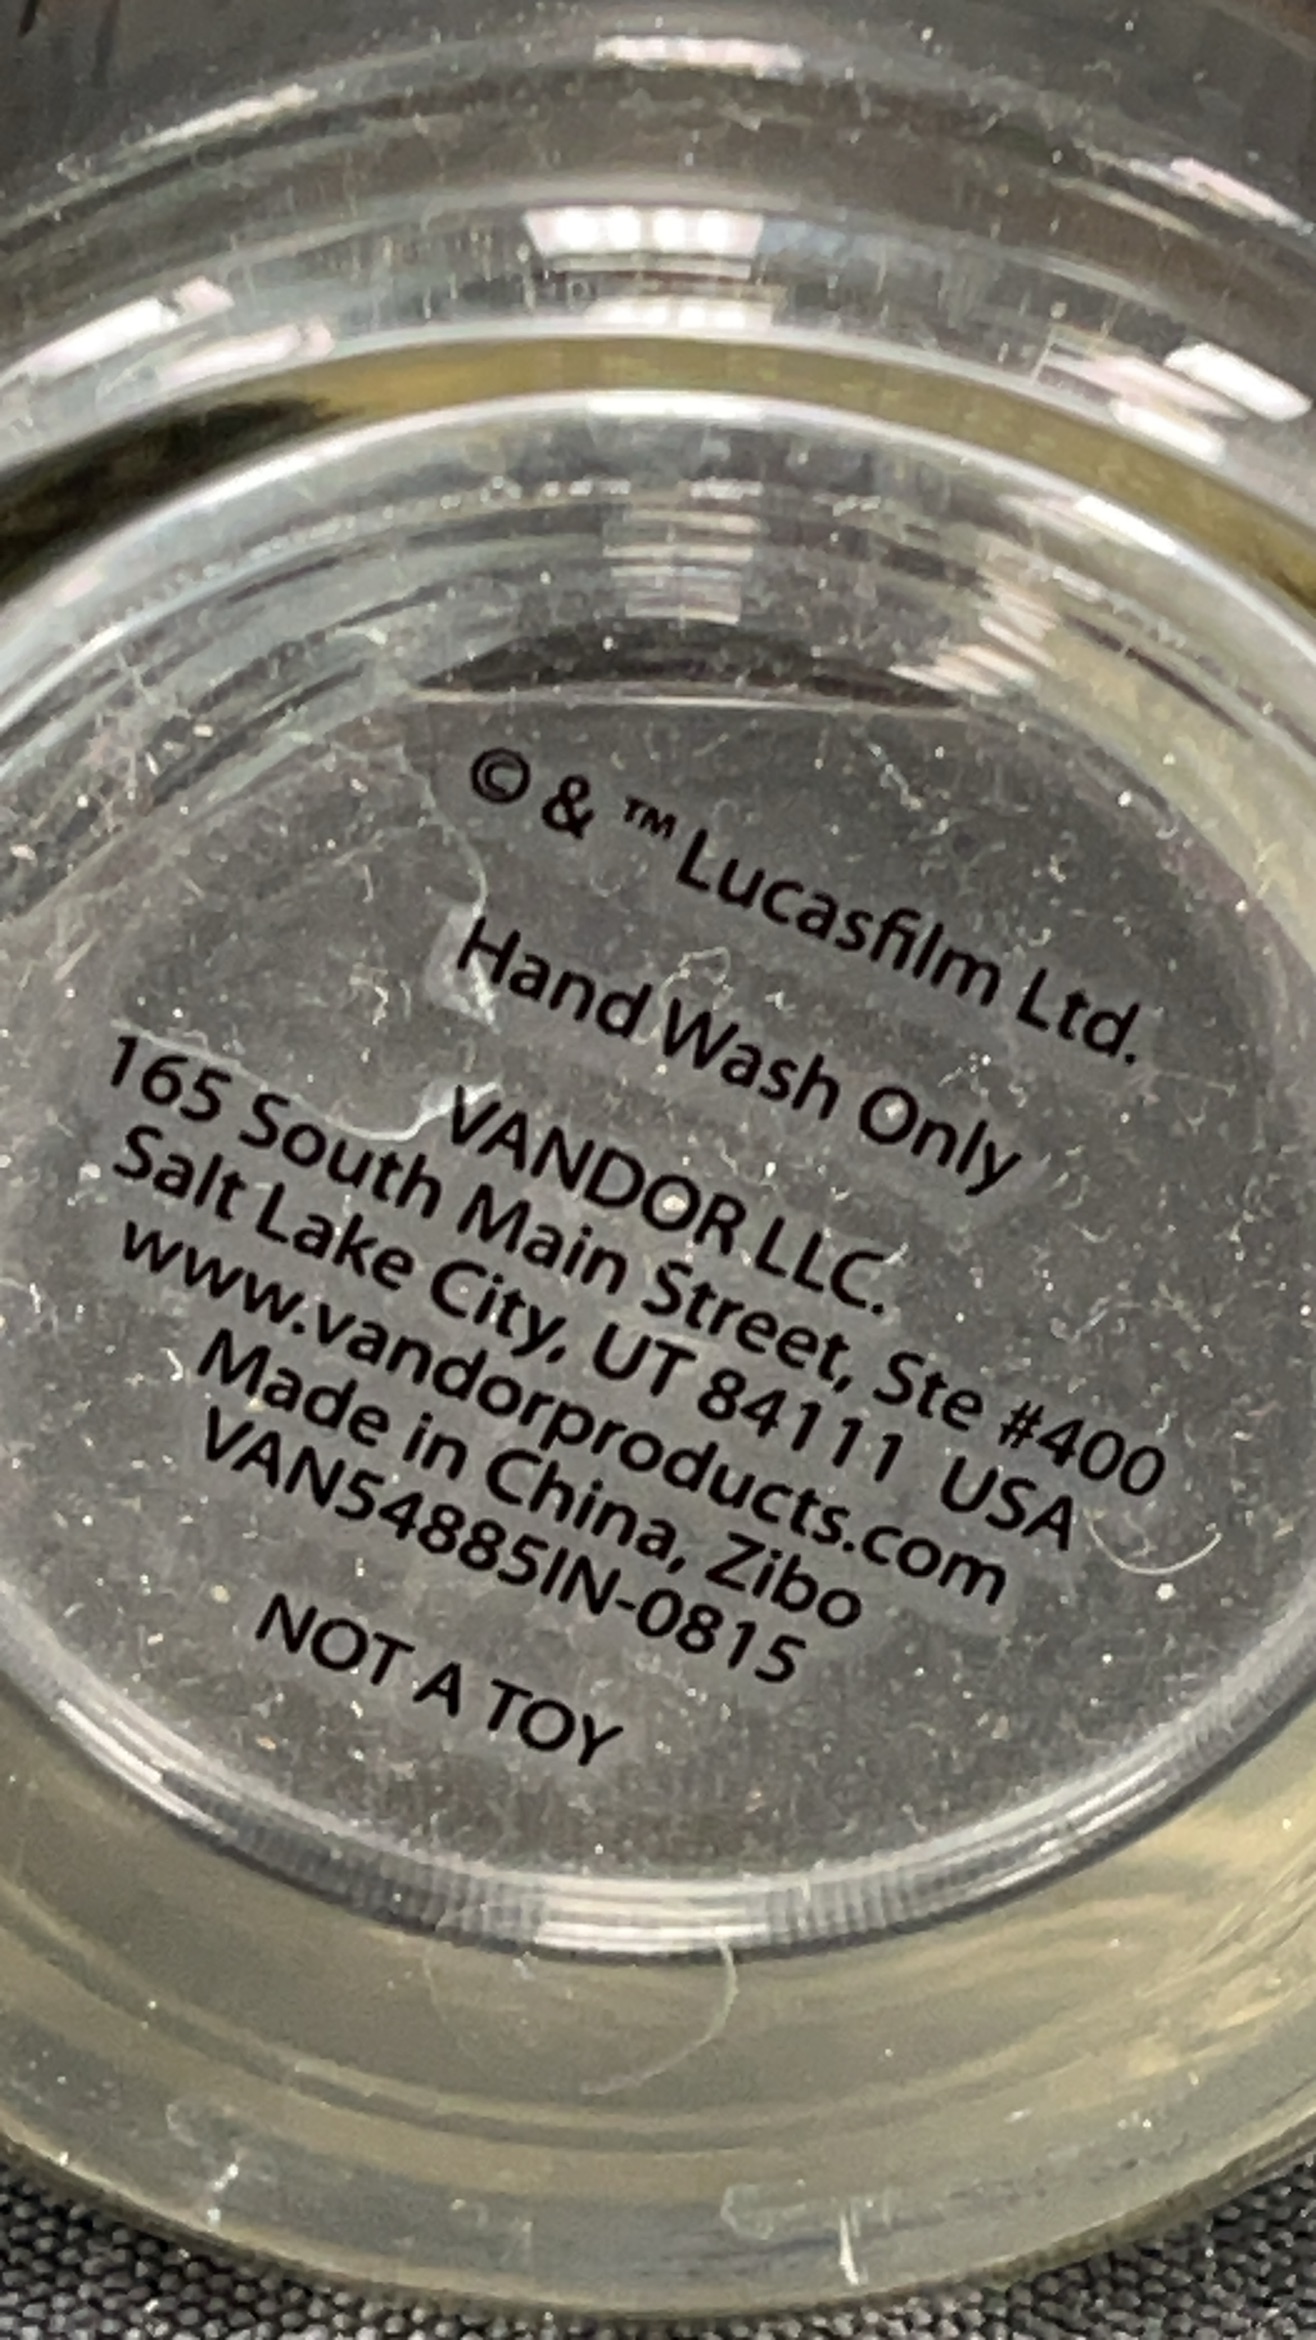 © & ™ Lucasfilm Ltd.
Hand Wash Only
VANDOR LLC.
165 South Main Street, Ste #400
Salt Lake City, UT 84111 USA
www.vandorproducts.com
Made in China, Zibo
VAN54885IN-0815
NOT A TOY